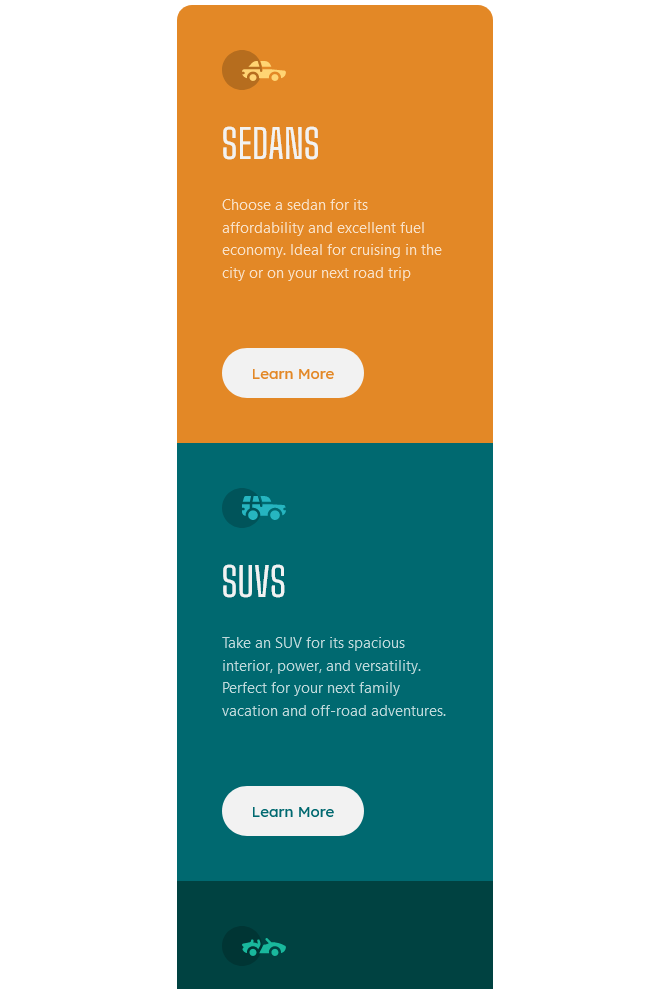 SEDANS
Choose a sedan for its
affordability and excellent fuel
economy. Ideal for cruising in the
city or on your next road trip
Learn More
SUVS
Take an SUV for its spacious
interior, power, and versatility.
Perfect for your next family
vacation and off-road adventures.
Learn More